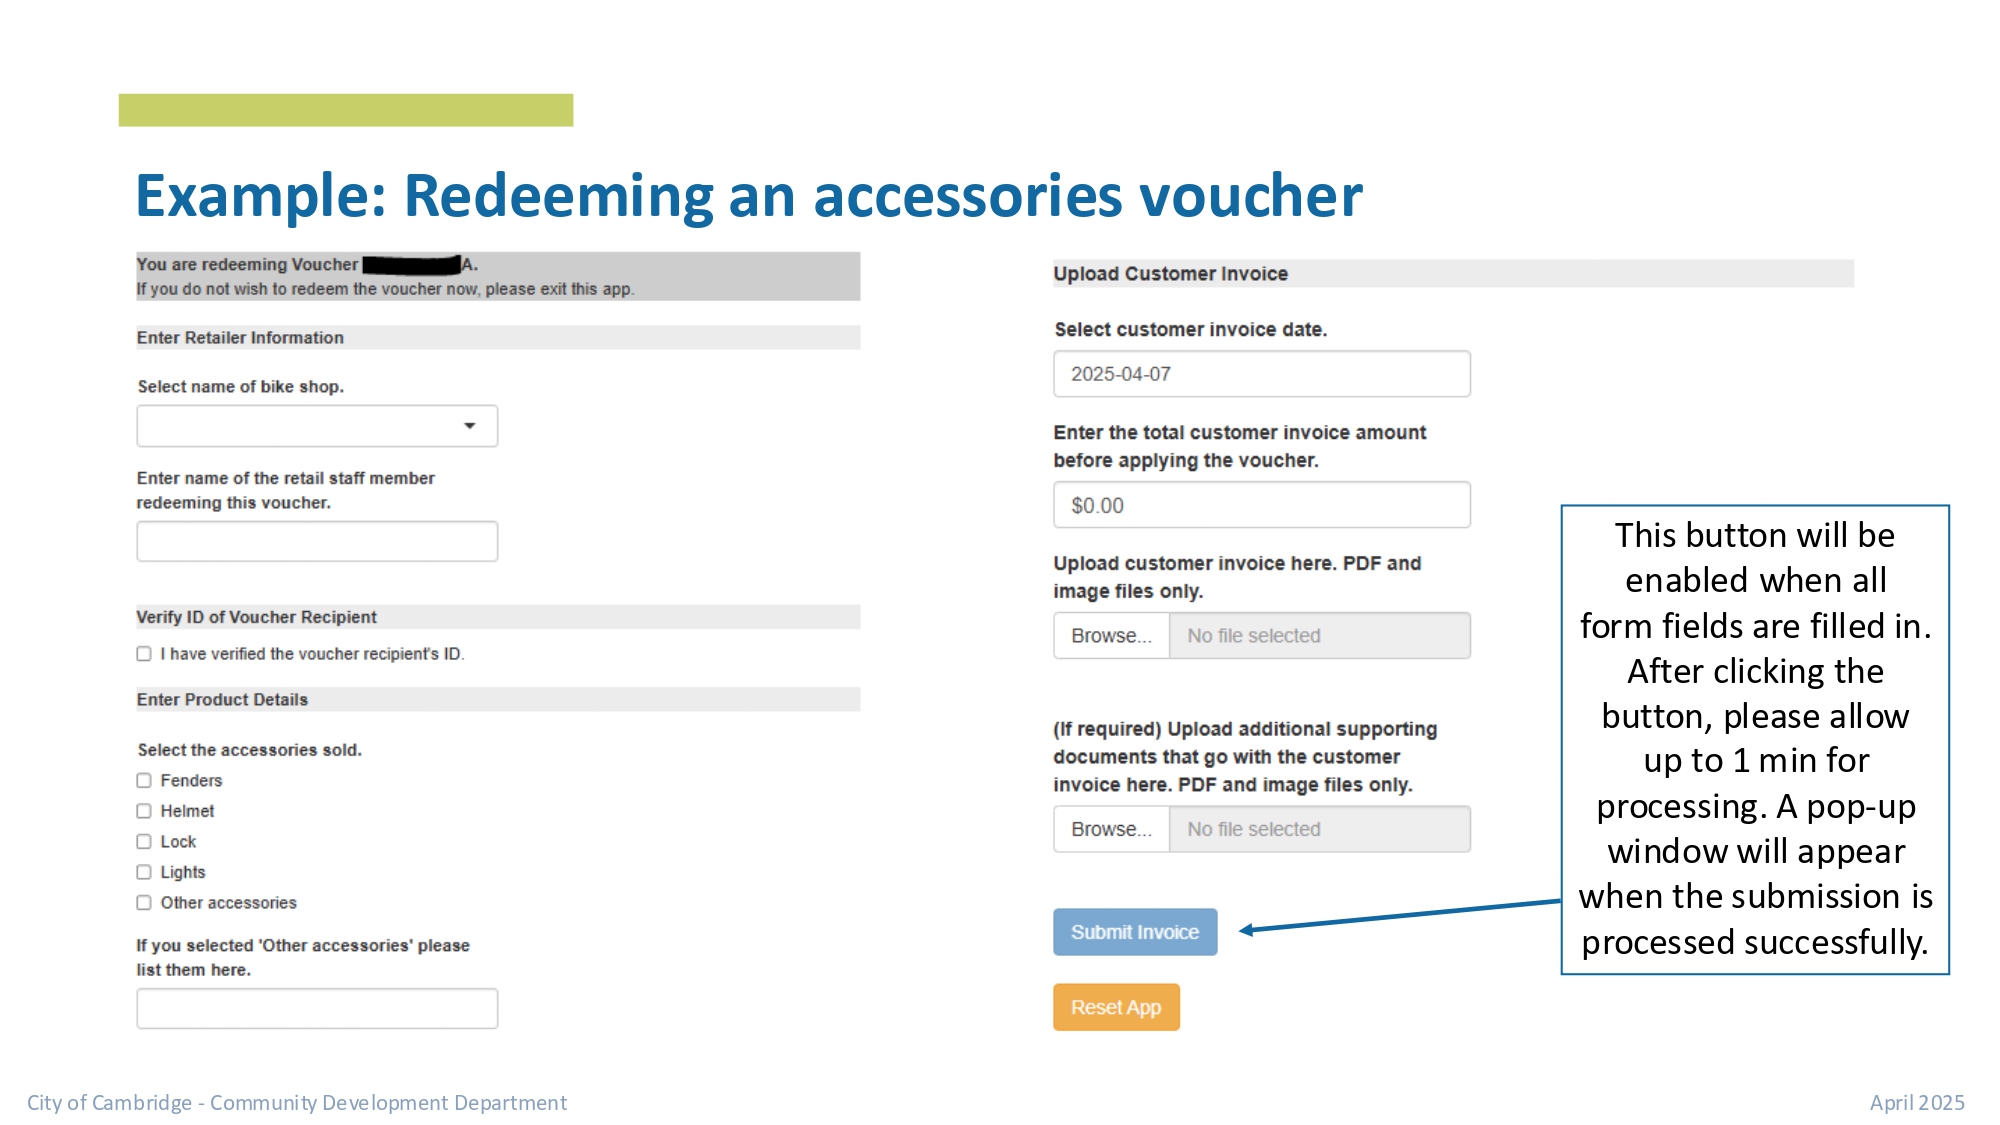 Example: Redeeming an accessories voucher
You are redeeming Voucher A.
If you do not wish to redeem the voucher now, please exit this app.
Enter Retailer Information
Select name of bike shop.
Enter name of the retail staff member
redeeming this voucher.
Verify ID of Voucher Recipient
I have verified the voucher recipient's ID.
Enter Product Details
Select the accessories sold.
Fenders
Helmet
Lock
Lights
Other accessories
If you selected 'Other accessories' please
list them here.
Upload Customer Invoice
Select customer invoice date.
2025-04-07
Enter the total customer invoice amount
before applying the voucher.
$0.00
Upload customer invoice here. PDF and
image files only.
Browse... No file selected
(If required) Upload additional supporting
documents that go with the customer
invoice here. PDF and image files only.
Browse... No file selected
Submit Invoice
Reset App
This button will be
enabled when all
form fields are filled in.
After clicking the
button, please allow
up to 1 min for
processing. A pop-up
window will appear
when the submission is
processed successfully.
City of Cambridge - Community Development Department
April 2025